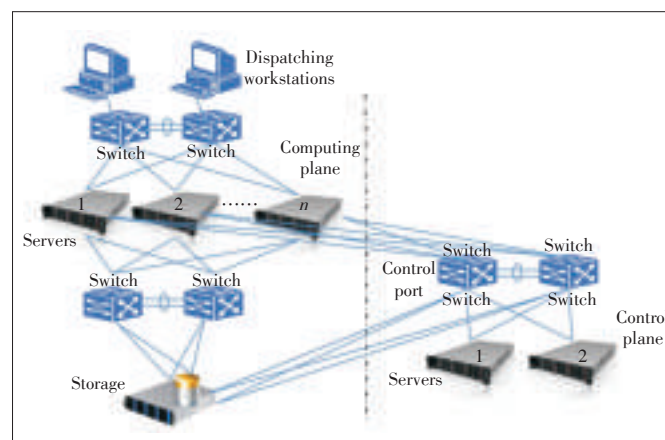 Dispatching
workstations
Switch
Switch
Computing
plane
1
2
......
n
Servers
Switch
Switch
Switch
Switch
Control
port
Switch
Switch
Contro
plane
1
2
Servers
Storage